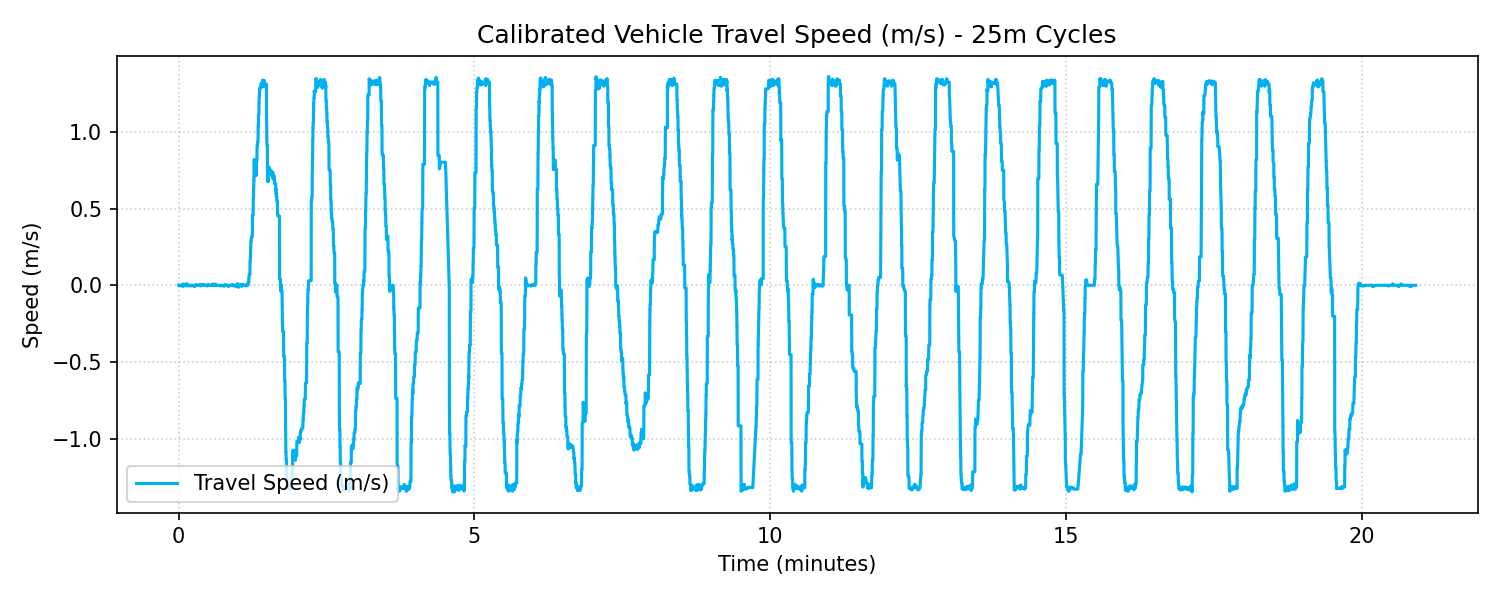 Calibrated Vehicle Travel Speed (m/s) - 25m Cycles
Speed (m/s)
1.0
0.5
0.0
−0.5
−1.0
Travel Speed (m/s)
0 5 10 15 20
Time (minutes)